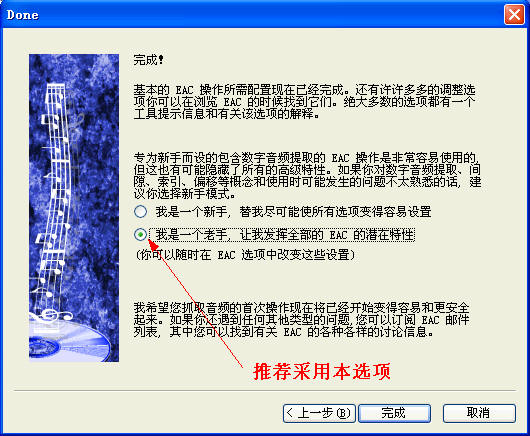 Done
完成!
基本的 EAC 操作所需配置现在已经完成。还有许许多多的调整选
项你可以在浏览 EAC 的时候找到它们。绝大多数的选项都有一个
工具提示信息和有关该选项的解释。
专为新手而设的包含数字音频提取的 EAC 操作是非常容易使用的,
但这也有可能隐藏了所有的高级特性。如果你对数字音频提取、间
隙、索引、偏移等概念和使用时可能发生的问题不太熟悉的话, 建
议你选择新手模式。
我是一个新手, 替我尽可能使所有选项变得容易设置
我是一个老手, 让我发挥全部的 EAC 的潜在特性
(你可以随时在 EAC 选项中改变这些设置)
我希望您抓取音频的首次操作现在将已经开始变得容易和更安全
起来。如果你还遇到任何其他类型的问题,您可以订阅 EAC 邮件
列表, 其中您可以找到有关 EAC 的各种各样的讨论信息。
推荐采用本选项
< 上一步(B)
完成
取消